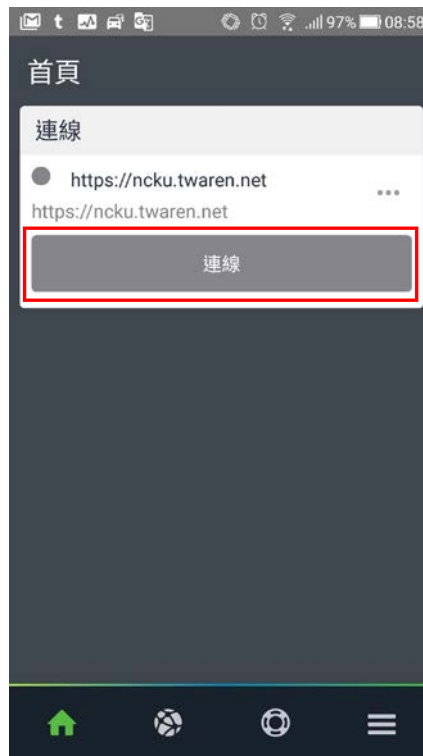 t 97% 08:58
首頁
連線
https://ncku.twaren.net
https://ncku.twaren.net
連線